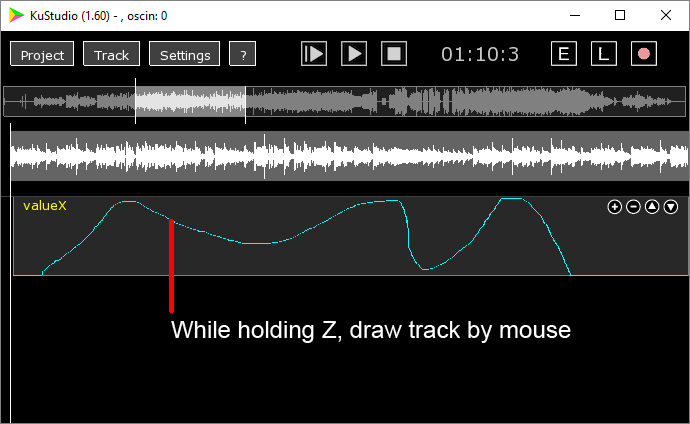 KuStudio (1.60) - , oscin: 0
Project Track Settings ? 01:10:3 E L
valueX
While holding Z, draw track by mouse